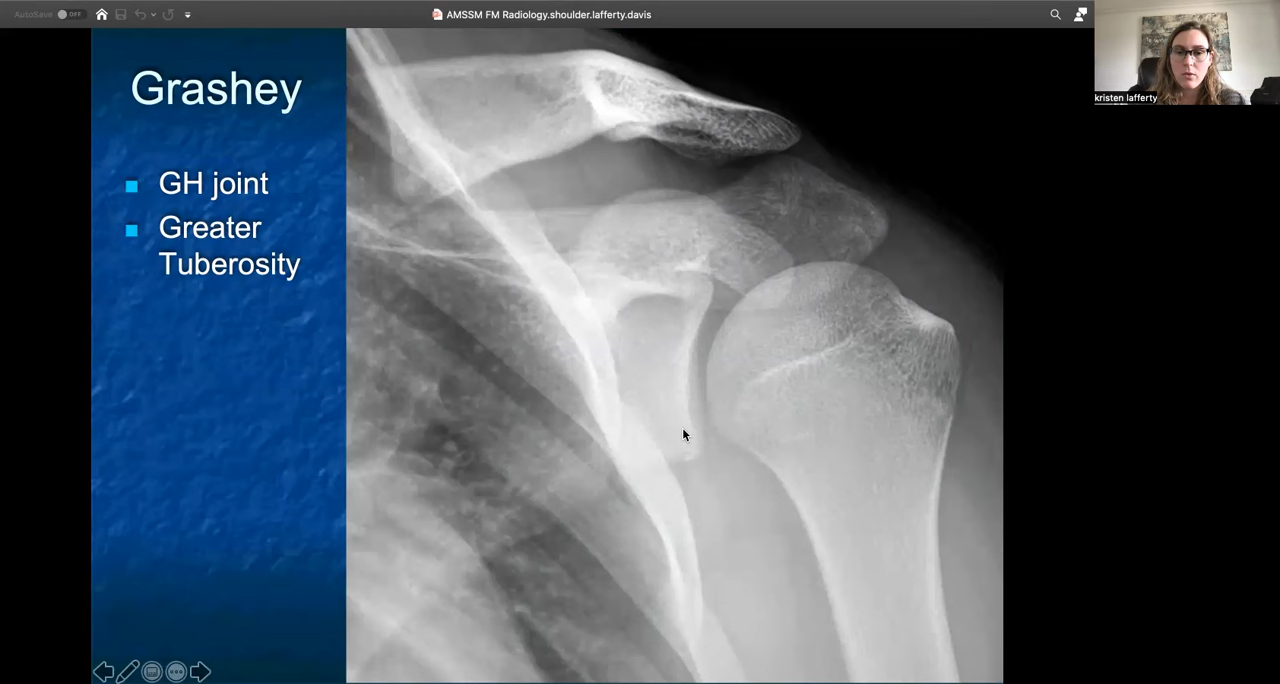 AutoSave OFF
AMSSM FM Radiology.shoulder.lafferty.davis
kristen lafferty
Grashey
GH joint
Greater
Tuberosity